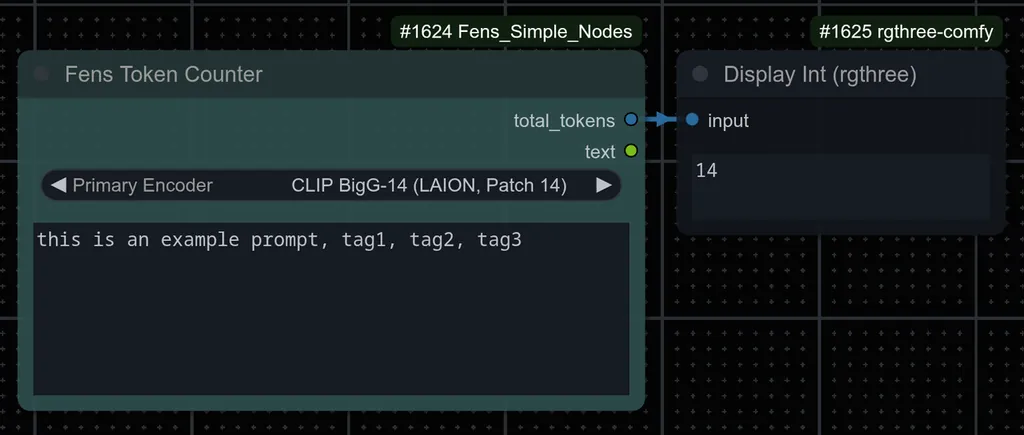 #1624 Fens_Simple_Nodes
Fens Token Counter
total_tokens
text
Primary Encoder CLIP BigG-14 (LAION, Patch 14)
this is an example prompt, tag1, tag2, tag3
#1625 rgthree-comfy
Display Int (rgthree)
input
14